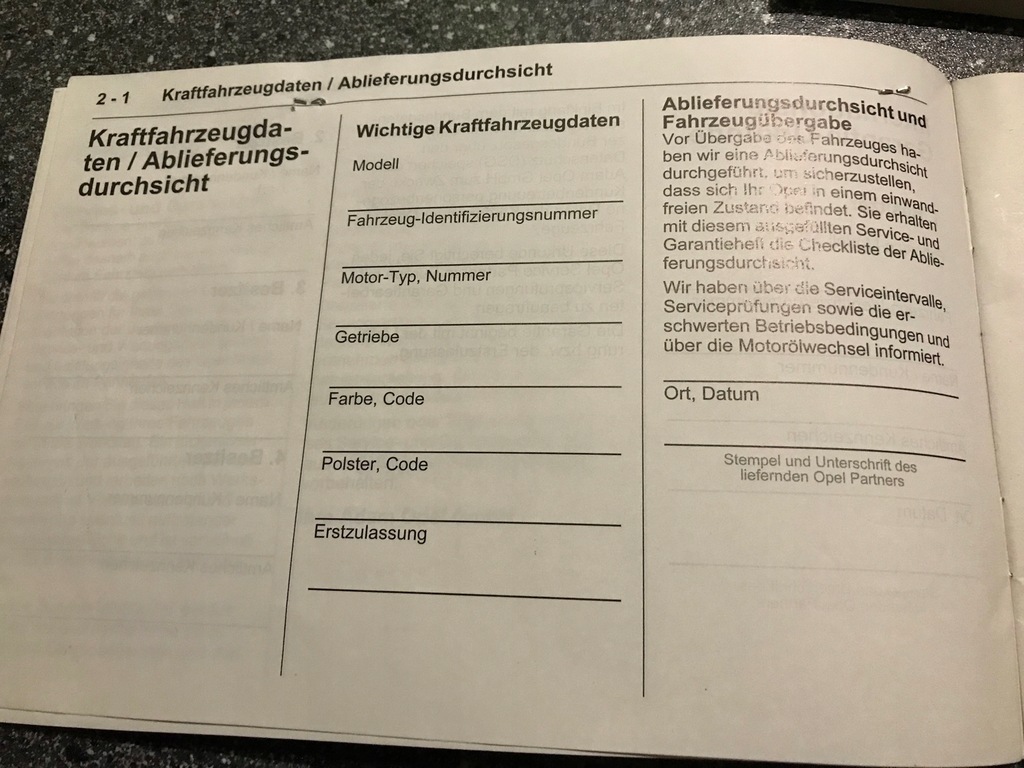 2 - 1 Kraftfahrzeugdaten / Ablieferungsdurchsicht
Kraftfahrzeugda-
ten / Ablieferungs-
durchsicht
Wichtige Kraftfahrzeugdaten
Modell
Fahrzeug-Identifizierungsnummer
Motor-Typ, Nummer
Getriebe
Farbe, Code
Polster, Code
Erstzulassung
Ablieferungsdurchsicht und
Fahrzeugübergabe
Vor Übergabe des Fahrzeuges ha-
ben wir eine Ablieferungsdurchsicht
durchgeführt, um sicherzustellen,
dass sich Ihr Opel in einem einwand-
freien Zustand befindet. Sie erhalten
mit diesem ausgefüllten Service- und
Garantieheft die Checkliste der Ablie-
ferungsdurchsicht.
Wir haben über die Serviceintervalle,
Serviceprüfungen sowie die er-
schwerten Betriebsbedingungen und
über die Motorölwechsel informiert.
Ort, Datum
Stempel und Unterschrift des
liefernden Opel Partners